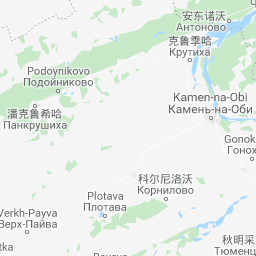 安东诺沃
Антоново
克鲁季哈
Крутиха
Podoynikovo
Подойниково
Kamen-na-Obi
Камень-на-Оби
潘克鲁希哈
Панкрушиха
Gonok
Гонох
科尔尼洛沃
Корнилово
Plotava
Плотава
Verkh-Payva
Верх-Пайва
秋明采
Тюменц
tka